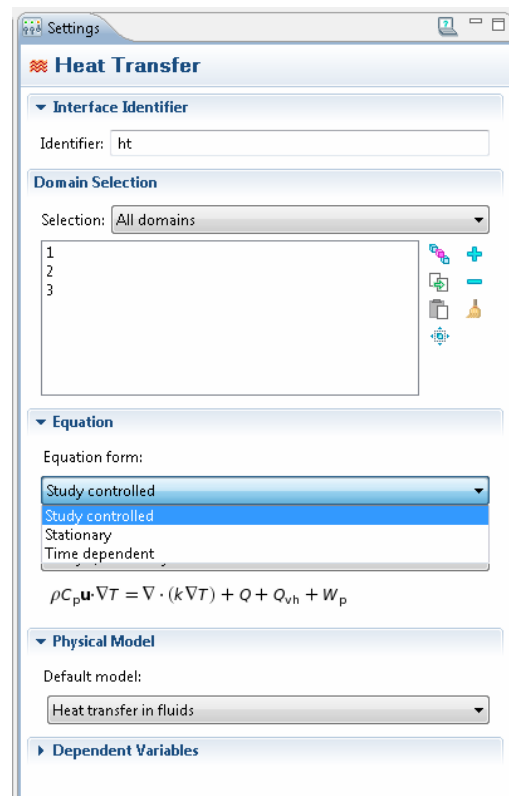 Settings
Heat Transfer
Interface Identifier
Identifier: ht
Domain Selection
Selection: All domains
1
2
3
Equation
Equation form:
Study controlled
Study controlled
Stationary
Time dependent
ρCₚu·∇T = ∇ · (k∇T) + Q + Qᵥₕ + Wₚ
Physical Model
Default model:
Heat transfer in fluids
Dependent Variables